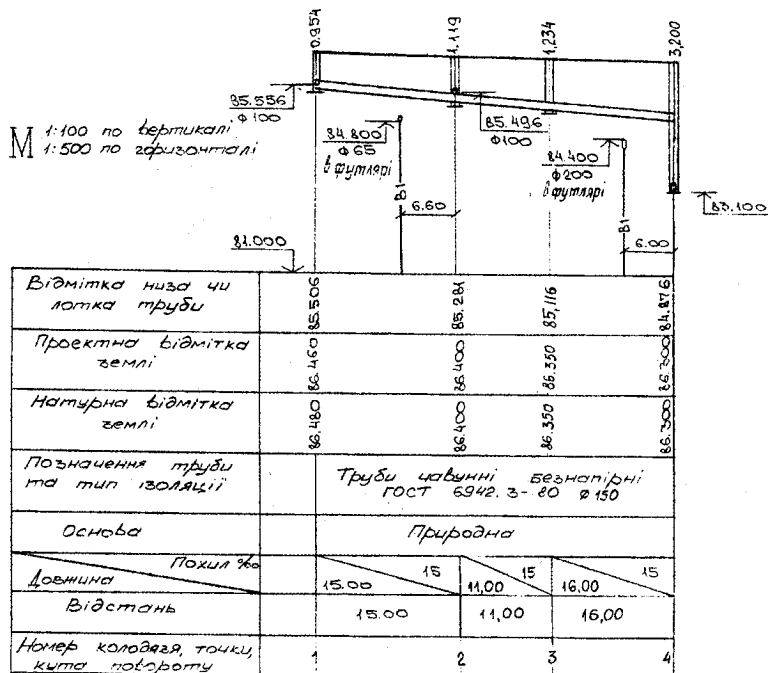 0.954
1.119
1,234
3,200
85.556
ф100
84.800
ф65
в футлярі
85.496
ф100
84.400
ф200
в футлярі
83.100
М 1:100 по вертикалі
1:500 по горизонталі
В1
6.60
В1
6.00
81.000
Відмітка низа чи лотка труби
85.506
85.281
85,116
84.876
Проектна відмітка землі
86.460
86.400
86.350
86.300
Натурна відмітка землі
86.480
86.400
86.350
86.300
Позначення труби та тип ізоляції
Труби чавунні безнапірні
ГОСТ 6942.3-80 ф150
Основа
Природна
Похил ‰
Довжина
15.00
15
11,00
15
16,00
15
Відстань
15.00
11,00
16,00
Номер колодязя, точки, кута повороту
1
2
3
4